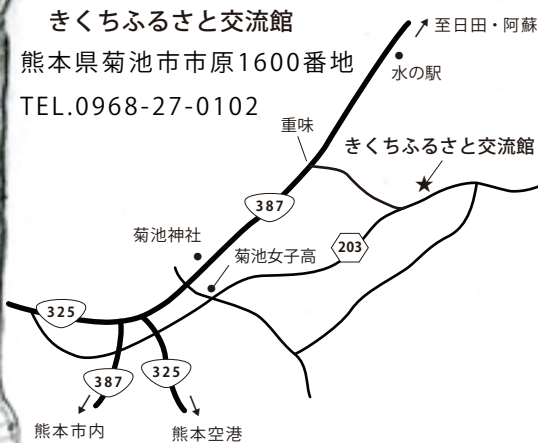 きくちふるさと交流館
熊本県菊池市市原1600番地
TEL.0968-27-0102
至日田・阿蘇
水の駅
重味
きくちふるさと交流館
387
菊池神社
菊池女子高
203
325
387
325
熊本市内
熊本空港